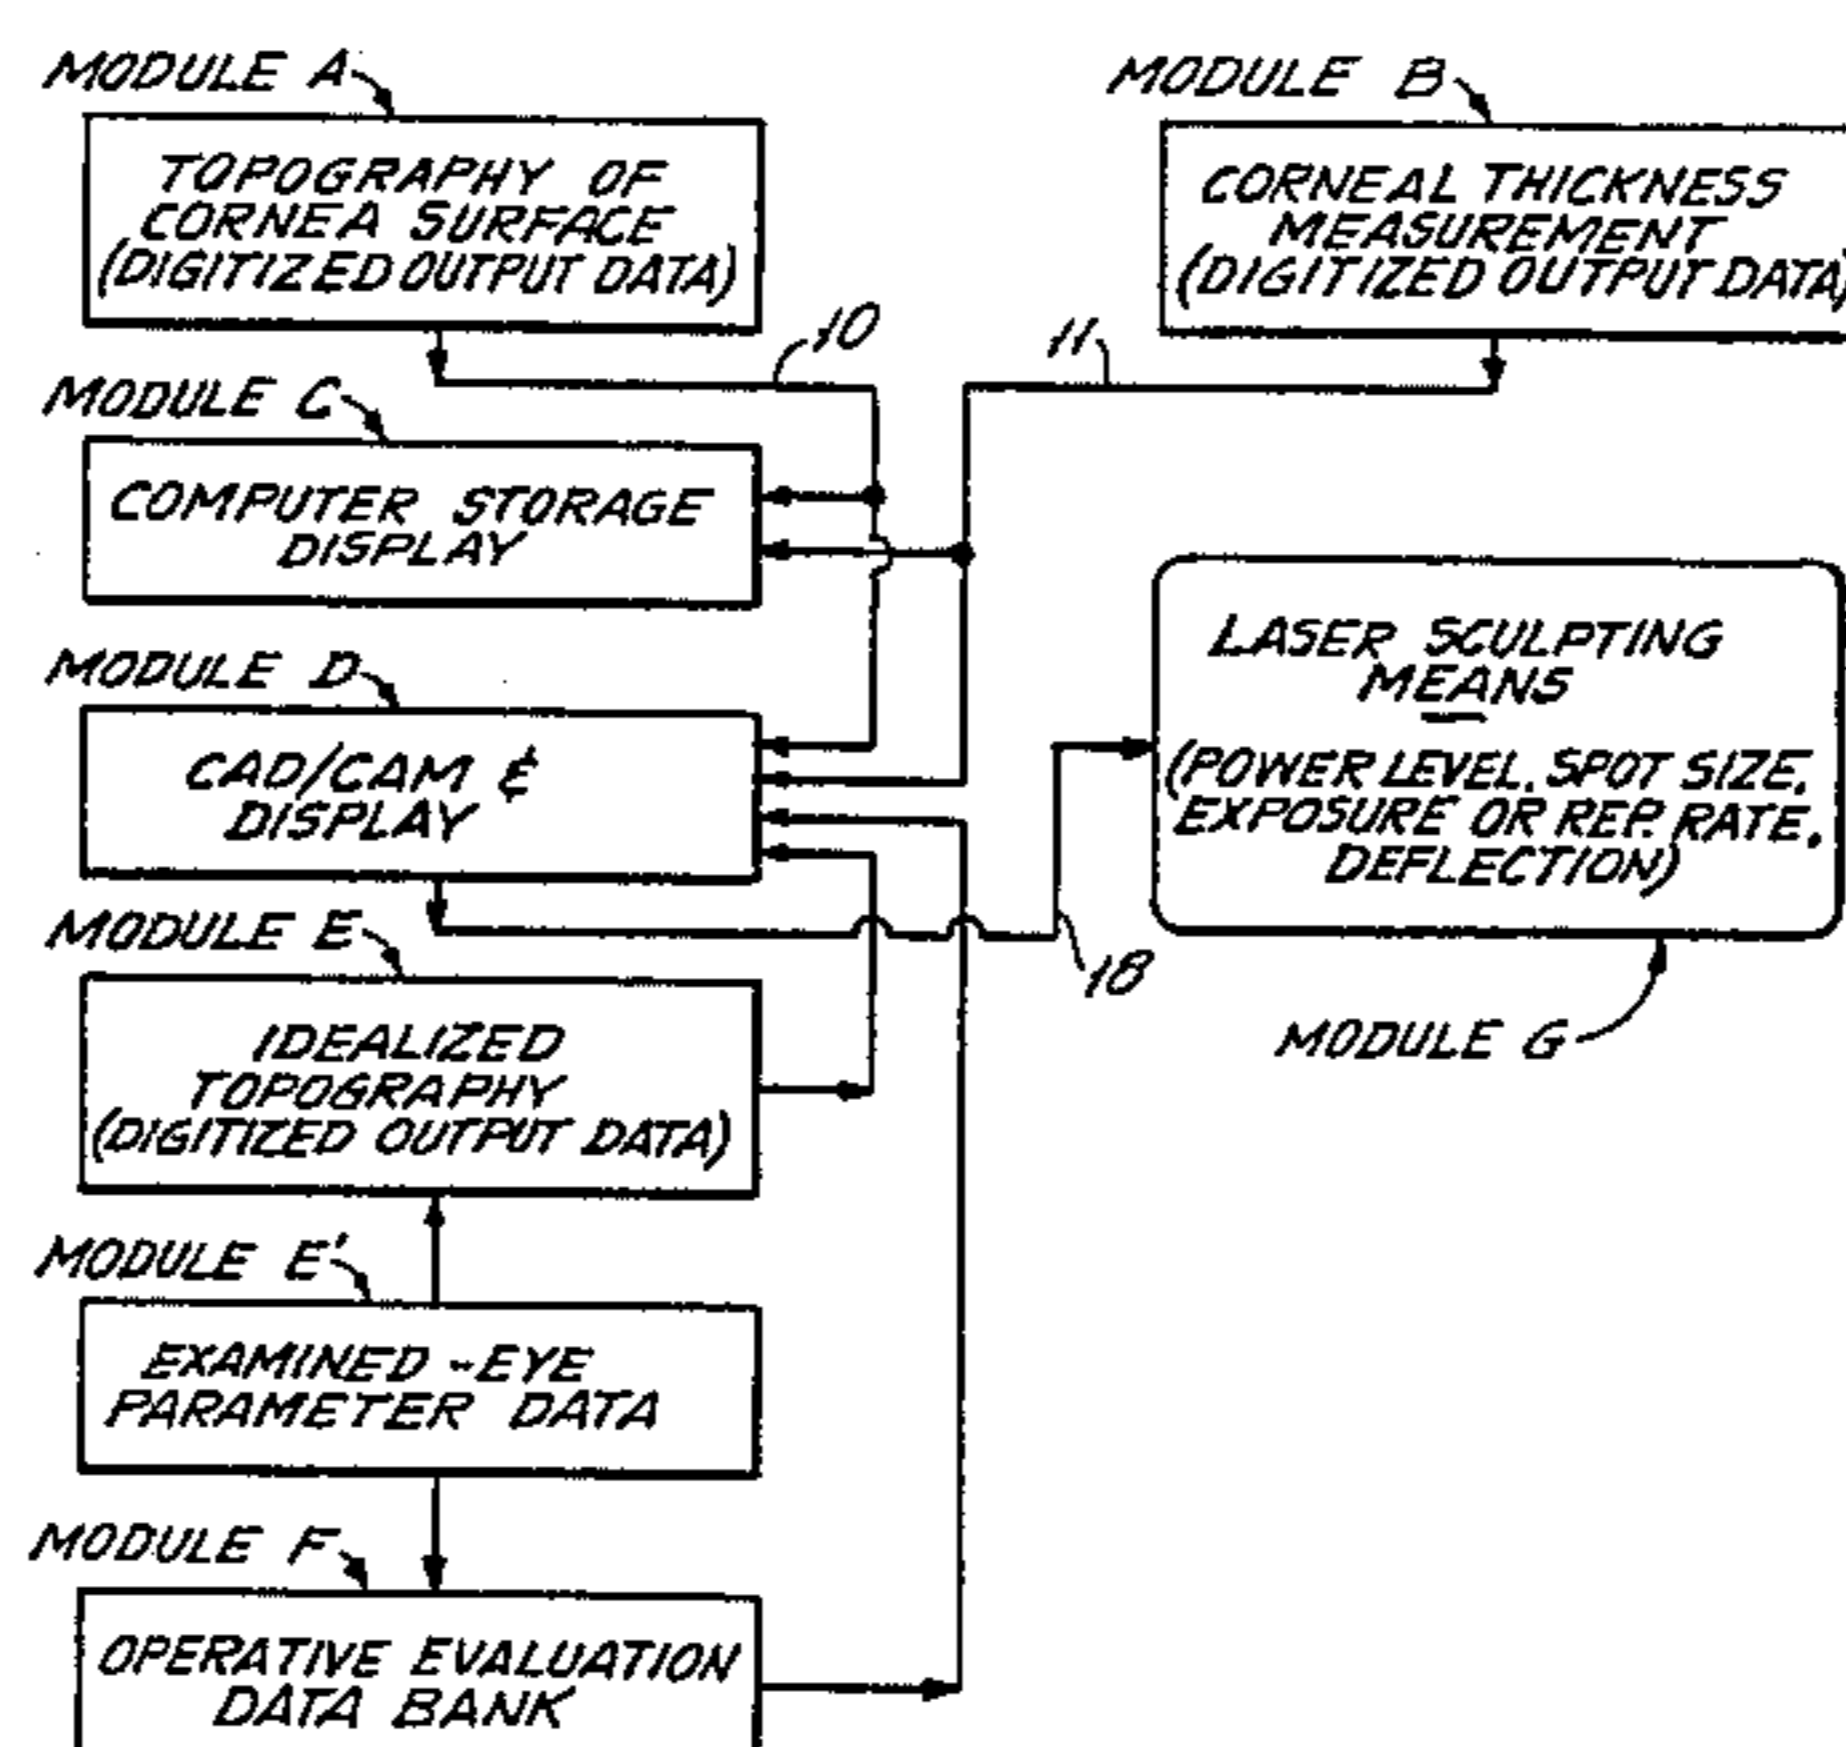 MODULE A
TOPOGRAPHY OF
CORNEA SURFACE
(DIGITIZED OUTPUT DATA)
MODULE B
CORNEAL THICKNESS
MEASUREMENT
(DIGITIZED OUTPUT DATA)
10
11
MODULE C
COMPUTER STORAGE
DISPLAY
MODULE D
CAD/CAM &
DISPLAY
LASER SCULPTING
MEANS
(POWER LEVEL, SPOT SIZE,
EXPOSURE OR REP. RATE,
DEFLECTION)
18
MODULE G
MODULE E
IDEALIZED
TOPOGRAPHY
(DIGITIZED OUTPUT DATA)
MODULE E'
EXAMINED-EYE
PARAMETER DATA
MODULE F
OPERATIVE EVALUATION
DATA BANK